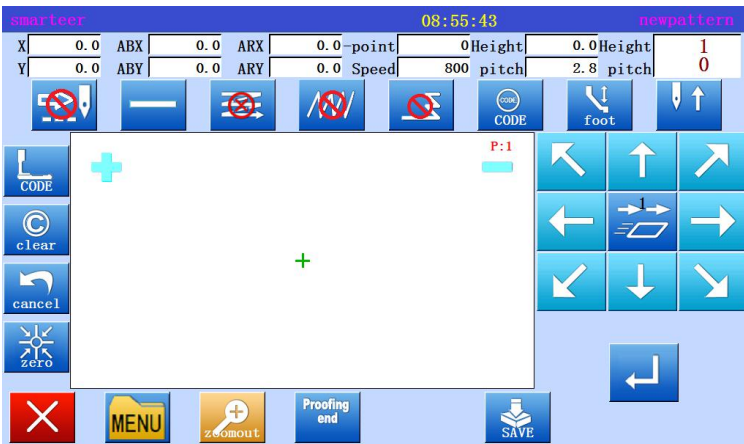 smarteer 08:55:43 newpattern
X 0.0 ABX 0.0 ARX 0.0 -point 0 Height 0.0 Height 1
Y 0.0 ABY 0.0 ARY 0.0 Speed 800 pitch 2.8 pitch 0
CODE
CODE foot
P:1
CODE
1
©
clear
cancel
zero
MENU zoomout Proofing
end SAVE